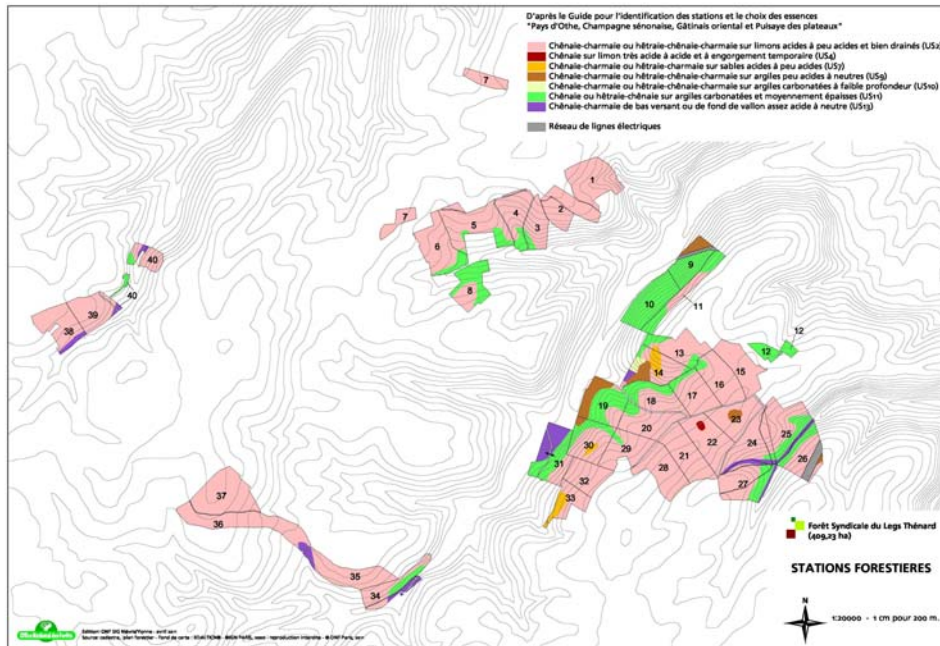 D'après le Guide pour l'identification des stations et le choix des essences
"Pays d'Othe, Champagne sénonaise, Gâtinais oriental et Puisaye des plateaux"
Chênaie-charmaie ou hêtraie-chênaie-charmaie sur limons acides à peu acides et bien drainés (US2)
Chênaie sur limon très acide à acide et à engorgement temporaire (US4)
Chênaie-charmaie ou hêtraie-chênaie-charmaie sur sables acides à peu acides (US7)
Chênaie-charmaie ou hêtraie-chênaie-charmaie sur argiles peu acides à neutres (US9)
Chênaie-charmaie ou hêtraie-chênaie-charmaie sur argiles carbonatées à faible profondeur (US10)
Chênaie ou hêtraie-chênaie sur argiles carbonatées et moyennement épaisses (US11)
Chênaie-charmaie de bas versant ou de fond de vallon assez acide à neutre (US13)
Réseau de lignes électriques
7
1
7
5
4
2
3
6
8
40
40
39
38
9
10
11
12
12
13
14
15
16
17
18
19
20
23
22
24
25
26
27
21
28
29
30
31
32
33
37
36
35
34
Forêt Syndicale du Legs Thénard
(409,23 ha)
STATIONS FORESTIERES
N
1:20000 - 1 cm pour 200 m.